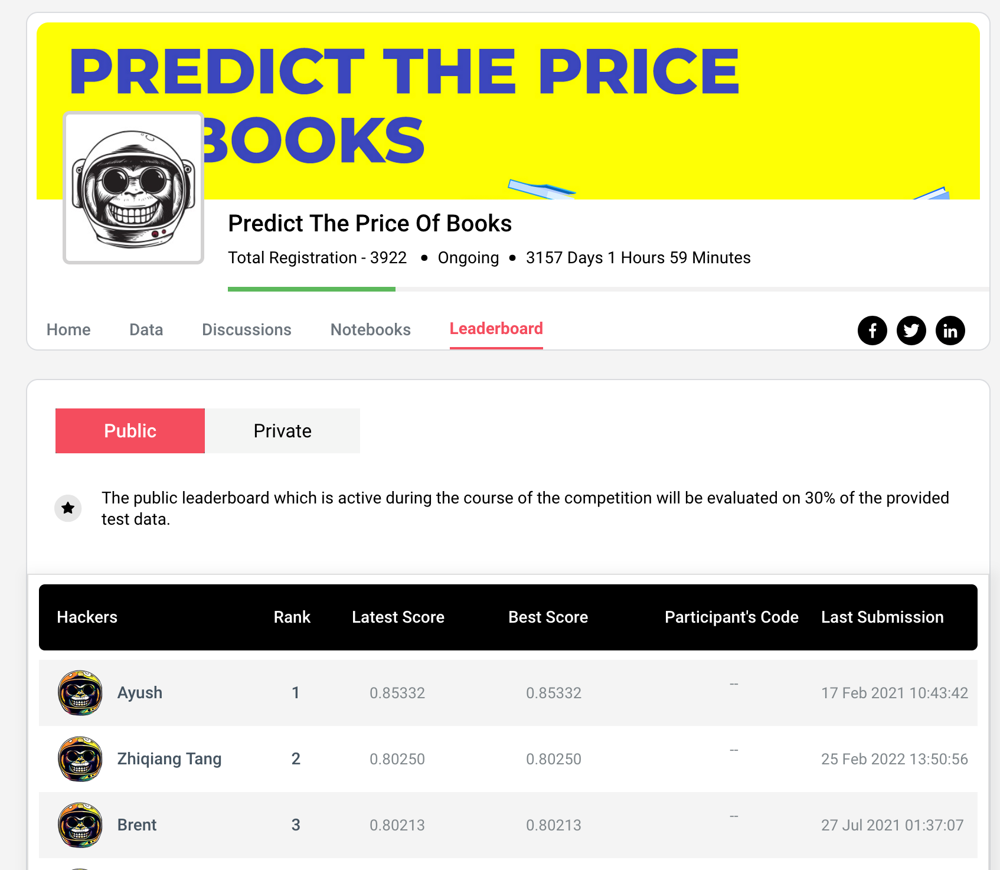 PREDICT THE PRICE
BOOKS
Predict The Price Of Books
Total Registration - 3922 • Ongoing • 3157 Days 1 Hours 59 Minutes
Home Data Discussions Notebooks Leaderboard
Public Private
The public leaderboard which is active during the course of the competition will be evaluated on 30% of the provided
test data.
Hackers Rank Latest Score Best Score Participant's Code Last Submission
Ayush 1 0.85332 0.85332 -- 17 Feb 2021 10:43:42
Zhiqiang Tang 2 0.80250 0.80250 -- 25 Feb 2022 13:50:56
Brent 3 0.80213 0.80213 -- 27 Jul 2021 01:37:07